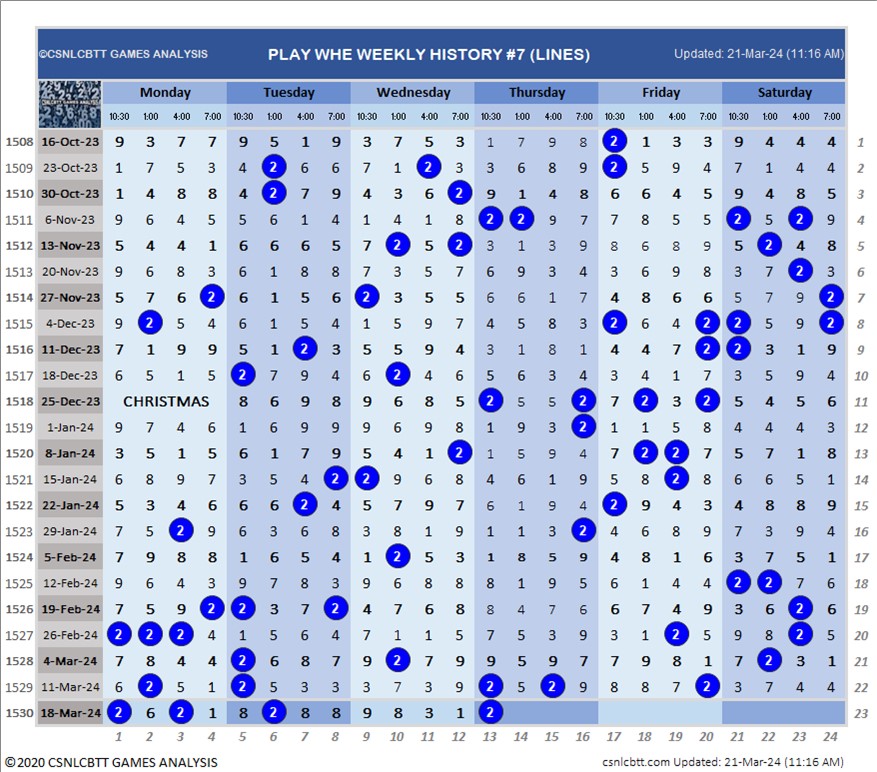 ©CSNLCBTT GAMES ANALYSIS PLAY WHE WEEKLY HISTORY #7 (LINES) Updated: 21-Mar-24 (11:16 AM)
CSNLCBTT GAMES ANALYSIS
Monday Tuesday Wednesday Thursday Friday Saturday
10:30 1:00 4:00 7:00 10:30 1:00 4:00 7:00 10:30 1:00 4:00 7:00 10:30 1:00 4:00 7:00 10:30 1:00 4:00 7:00 10:30 1:00 4:00 7:00
1508 16-Oct-23 9 3 7 7 9 5 1 9 3 7 5 3 1 7 9 8 2 1 3 3 9 4 4 4 1
1509 23-Oct-23 1 7 5 3 4 2 6 6 7 1 2 3 3 6 8 9 2 5 9 4 7 1 4 4 2
1510 30-Oct-23 1 4 8 8 4 2 7 9 4 3 6 2 9 1 4 8 6 6 4 5 9 4 8 5 3
1511 6-Nov-23 9 6 4 5 5 6 1 4 1 4 1 8 2 2 9 7 7 8 5 5 2 5 2 9 4
1512 13-Nov-23 5 4 4 1 6 6 6 5 7 2 5 2 3 1 3 9 8 6 8 9 5 2 4 8 5
1513 20-Nov-23 9 6 8 3 6 1 8 8 7 3 5 7 6 9 3 4 3 6 9 8 3 7 2 3 6
1514 27-Nov-23 5 7 6 2 6 1 5 6 2 3 5 5 6 6 1 7 4 8 6 6 5 7 9 2 7
1515 4-Dec-23 9 2 5 4 6 1 5 4 1 5 9 7 4 5 8 3 2 6 4 2 2 5 9 2 8
1516 11-Dec-23 7 1 9 9 5 1 2 3 5 5 9 4 3 1 8 1 4 4 7 2 2 3 1 9 9
1517 18-Dec-23 6 5 1 5 2 7 9 4 6 2 4 6 5 6 3 4 3 4 1 7 3 5 9 4 10
1518 25-Dec-23 CHRISTMAS 8 6 9 8 9 6 8 5 2 5 5 2 7 2 3 2 5 4 5 6 11
1519 1-Jan-24 9 7 4 6 1 6 9 9 6 9 9 8 1 9 3 2 1 1 5 8 4 4 4 3 12
1520 8-Jan-24 3 5 1 5 6 1 7 9 5 4 1 2 1 5 9 4 7 2 2 7 5 7 1 8 13
1521 15-Jan-24 6 8 9 7 3 5 4 2 2 9 6 8 4 6 1 9 5 8 2 8 6 6 5 1 14
1522 22-Jan-24 5 3 4 6 6 6 2 4 5 7 9 7 6 1 9 4 2 9 4 3 4 8 8 9 15
1523 29-Jan-24 7 5 2 9 6 3 6 8 3 8 1 9 1 1 3 2 4 6 8 9 7 3 9 4 16
1524 5-Feb-24 7 9 8 8 1 6 5 4 1 2 5 3 1 8 5 9 4 8 1 6 3 7 5 1 17
1525 12-Feb-24 9 6 4 3 9 7 8 3 9 6 8 8 8 1 9 5 6 1 4 4 2 2 7 6 18
1526 19-Feb-24 7 5 9 2 2 3 7 2 4 7 6 8 8 4 7 6 6 7 4 9 3 6 2 6 19
1527 26-Feb-24 2 2 2 4 1 5 6 4 7 1 1 5 7 5 3 9 3 1 2 5 9 8 2 5 20
1528 4-Mar-24 7 8 4 4 2 6 8 7 9 2 7 9 9 5 9 7 7 9 8 1 7 2 3 1 21
1529 11-Mar-24 6 2 5 1 2 5 3 3 3 7 3 9 2 5 2 9 8 8 7 2 3 7 4 4 22
1530 18-Mar-24 2 6 2 1 8 2 8 8 9 8 3 1 2 23
1 2 3 4 5 6 7 8 9 10 11 12 13 14 15 16 17 18 19 20 21 22 23 24
©2020 CSNLCBTT GAMES ANALYSIS csnlcbtt.com Updated: 21-Mar-24 (11:16 AM)